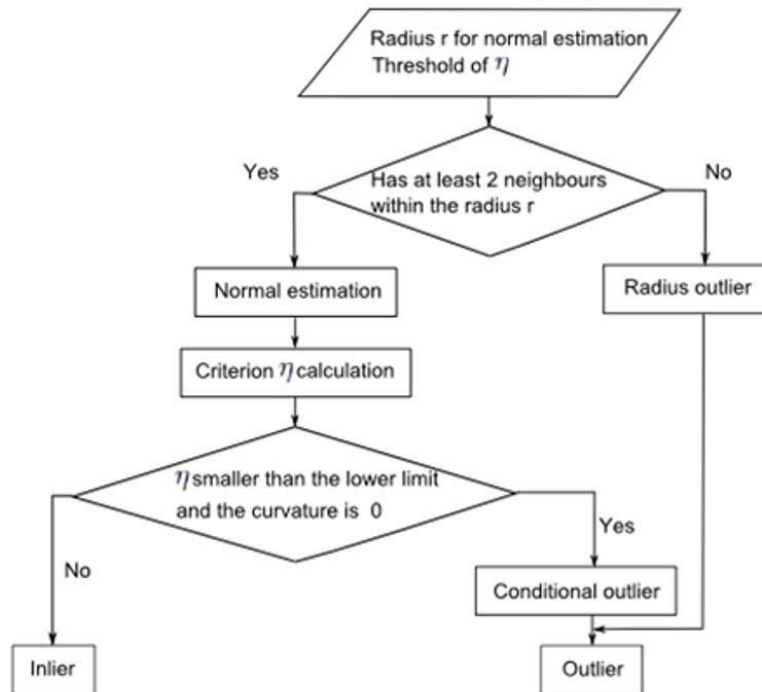 Radius r for normal estimation
Threshold of η
Yes
No
Has at least 2 neighbours
within the radius r
Normal estimation
Radius outlier
Criterion η calculation
η smaller than the lower limit
and the curvature is 0
Yes
No
Conditional outlier
Inlier
Outlier